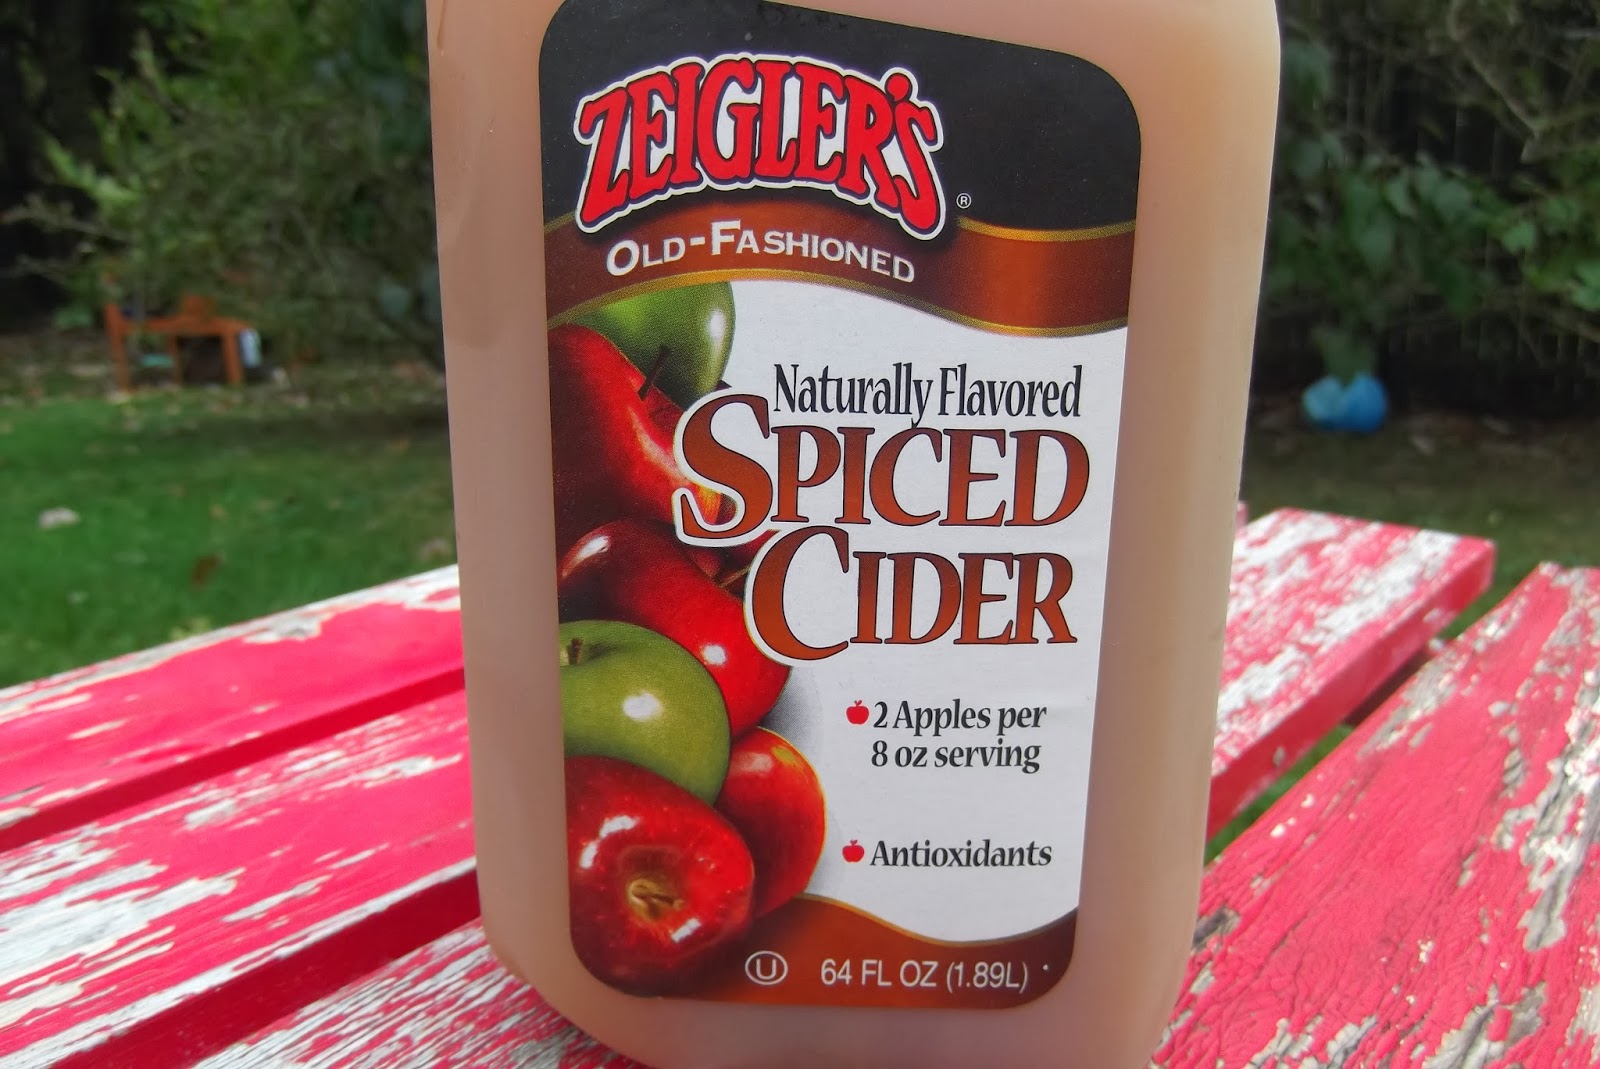 ZEIGLER'S ®
OLD-FASHIONED
Naturally Flavored
SPICED
CIDER
2 Apples per
8 oz serving
Antioxidants
U 64 FL OZ (1.89L)